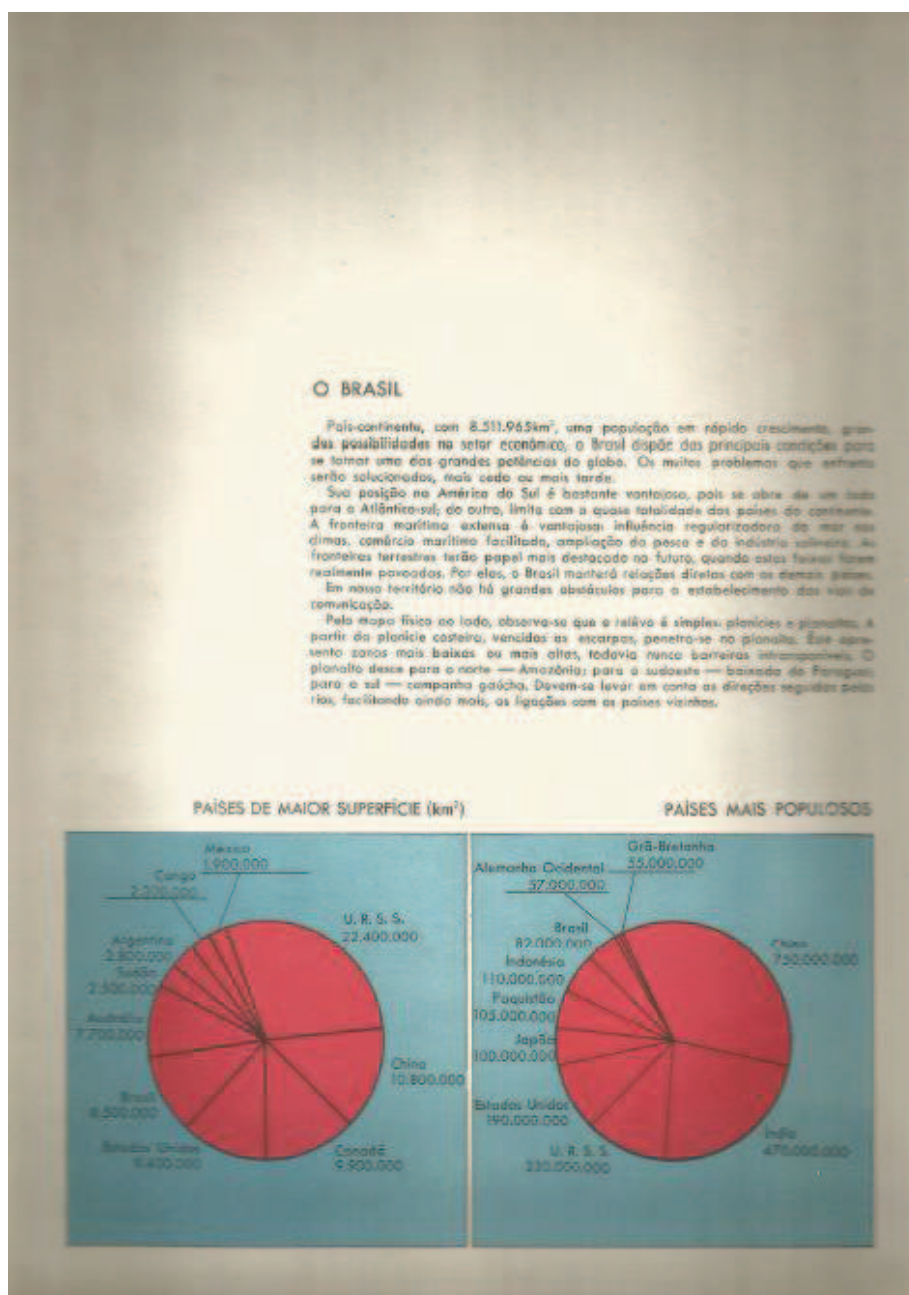 O BRASIL
País-continente, com 8.511.965km², uma população em rápido crescimento, gran-
des possibilidades no setor econômico, o Brasil dispõe das principais condições para
se tornar uma das grandes potências do globo. Os muitos problemas que enfrenta
serão solucionados, mais cedo ou mais tarde.
Sua posição na América do Sul é bastante vantajosa, pois se abre de um lado
para o Atlântico-sul; do outro, limita com a quase totalidade dos países do continente.
A fronteira marítima extensa é vantajosa: influência regularizadora do mar nos
climas, comércio marítimo facilitado, ampliação da pesca e da indústria salineira. As
fronteiras terrestres terão papel mais destacado no futuro, quando estas faixas forem
realmente povoadas. Por elas, o Brasil manterá relações diretas com os demais países.
Em nosso território não há grandes obstáculos para o estabelecimento das vias de
comunicação.
Pelo mapa físico ao lado, observa-se que o relêvo é simples: planícies e planaltos. A
partir da planície costeira, vencidas as escarpas, penetra-se no planalto. Êste apre-
senta zonas mais baixas ou mais altas, todavia nunca barreiras intransponíveis. O
planalto desce para o norte — Amazônia; para o sudoeste — baixada do Paraguai;
para o sul — campanha gaúcha. Devem-se levar em conta as direções seguidas pelos
rios, facilitando ainda mais, as ligações com os países vizinhos.
PAÍSES DE MAIOR SUPERFÍCIE (km²)
México
1.900.000
Congo
U. R. S. S.
22.400.000
Argentina
2.800.000
Sudão
2.500.000
Austrália
7.700.000
China
10.800.000
Brasil
8.500.000
Estados Unidos
9.400.000
Canadá
9.900.000
PAÍSES MAIS POPULOSOS
Grã-Bretanha
55.000.000
Alemanha Ocidental
57.000.000
Brasil
82.000.000
China
750.000.000
Indonésia
110.000.000
Paquistão
105.000.000
Japão
100.000.000
Estados Unidos
190.000.000
Índia
470.000.000
U. R. S. S.
230.000.000